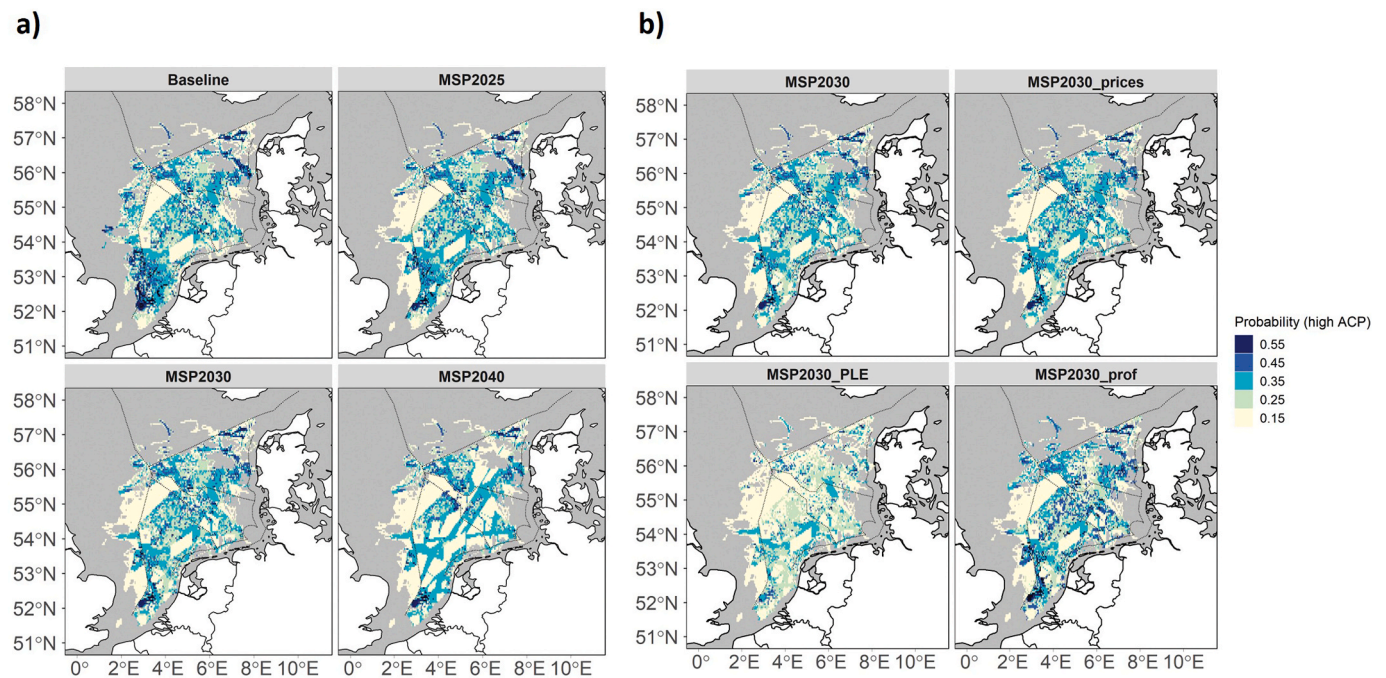 a)
b)
Baseline
MSP2025
58°N
57°N
56°N
55°N
54°N
53°N
52°N
51°N
MSP2030
MSP2040
58°N
57°N
56°N
55°N
54°N
53°N
52°N
51°N
0° 2°E 4°E 6°E 8°E 10°E
0° 2°E 4°E 6°E 8°E 10°E
MSP2030
MSP2030_prices
58°N
57°N
56°N
55°N
54°N
53°N
52°N
51°N
MSP2030_PLE
MSP2030_prof
58°N
57°N
56°N
55°N
54°N
53°N
52°N
51°N
0° 2°E 4°E 6°E 8°E 10°E
0° 2°E 4°E 6°E 8°E 10°E
Probability (high ACP)
0.55
0.45
0.35
0.25
0.15